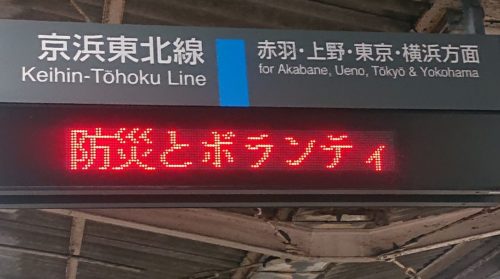 京浜東北線
Keihin-Tōhoku Line
赤羽・上野・東京・横浜方面
for Akabane, Ueno, Tōkyō & Yokohama
防災とボランティ